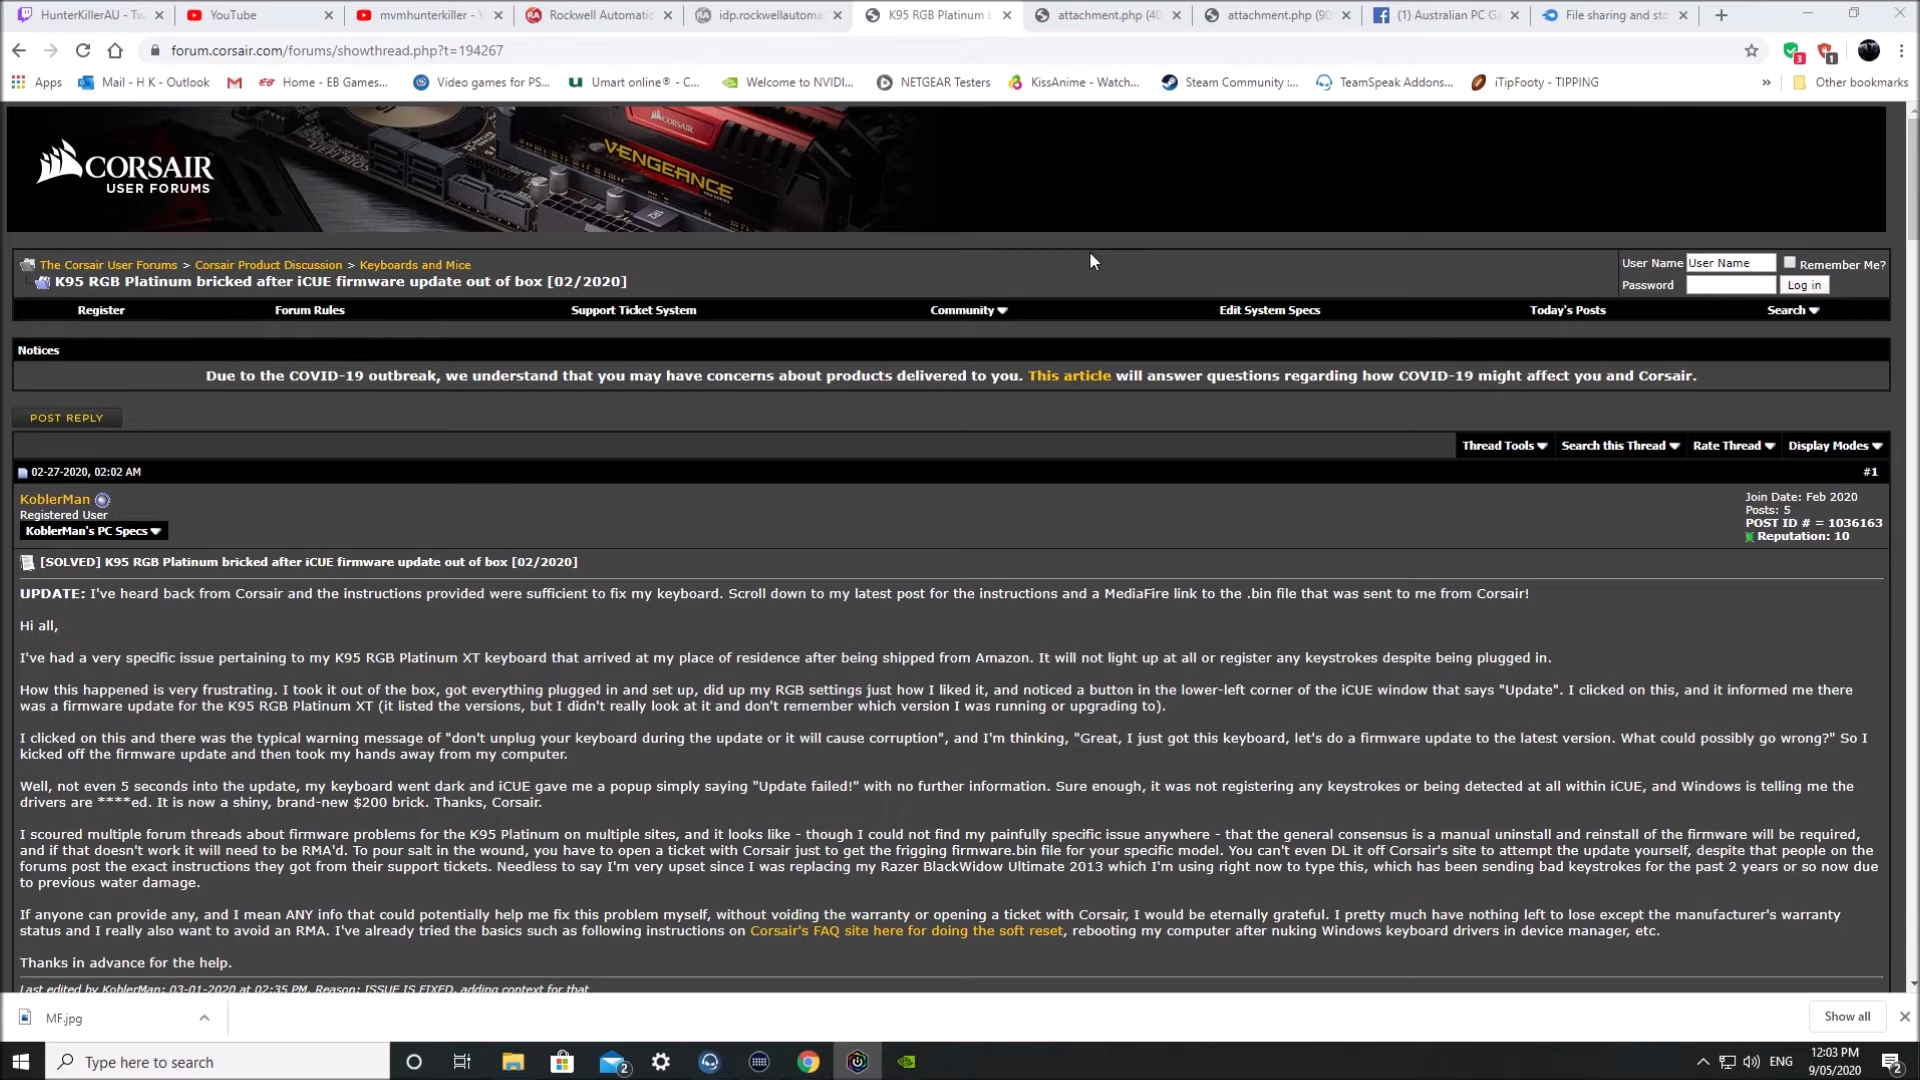 HunterKillerAU - Tw
YouTube
mvmhunterkiller - Y
Rockwell Automatic
idp.rockwellautoma
K95 RGB Platinum b
attachment.php (40
attachment.php (90
(1) Australian PC Ga
File sharing and sto
forum.corsair.com/forums/showthread.php?t=194267
3
1
Apps
Mail - H K - Outlook
Home - EB Games...
Video games for PS...
Umart online® - C...
Welcome to NVIDI...
NETGEAR Testers
KissAnime - Watch...
Steam Community :...
TeamSpeak Addons...
iTipFooty - TIPPING
»
Other bookmarks
CORSAIR
USER FORUMS
CORSAIR
VENGEANCE
The Corsair User Forums > Corsair Product Discussion > Keyboards and Mice
K95 RGB Platinum bricked after iCUE firmware update out of box [02/2020]
User Name User Name Remember Me?
Password Log in
Register Forum Rules Support Ticket System Community Edit System Specs Today's Posts Search
Notices
Due to the COVID-19 outbreak, we understand that you may have concerns about products delivered to you. This article will answer questions regarding how COVID-19 might affect you and Corsair.
POST REPLY
Thread Tools Search this Thread Rate Thread Display Modes
02-27-2020, 02:02 AM #1
KoblerMan
Registered User
KoblerMan's PC Specs
Join Date: Feb 2020
Posts: 5
POST ID # = 1036163
Reputation: 10
[SOLVED] K95 RGB Platinum bricked after iCUE firmware update out of box [02/2020]
UPDATE: I've heard back from Corsair and the instructions provided were sufficient to fix my keyboard. Scroll down to my latest post for the instructions and a MediaFire link to the .bin file that was sent to me from Corsair!
Hi all,
I've had a very specific issue pertaining to my K95 RGB Platinum XT keyboard that arrived at my place of residence after being shipped from Amazon. It will not light up at all or register any keystrokes despite being plugged in.
How this happened is very frustrating. I took it out of the box, got everything plugged in and set up, did up my RGB settings just how I liked it, and noticed a button in the lower-left corner of the iCUE window that says "Update". I clicked on this, and it informed me there
was a firmware update for the K95 RGB Platinum XT (it listed the versions, but I didn't really look at it and don't remember which version I was running or upgrading to).
I clicked on this and there was the typical warning message of "don't unplug your keyboard during the update or it will cause corruption", and I'm thinking, "Great, I just got this keyboard, let's do a firmware update to the latest version. What could possibly go wrong?" So I
kicked off the firmware update and then took my hands away from my computer.
Well, not even 5 seconds into the update, my keyboard went dark and iCUE gave me a popup simply saying "Update failed!" with no further information. Sure enough, it was not registering any keystrokes or being detected at all within iCUE, and Windows is telling me the
drivers are ****ed. It is now a shiny, brand-new $200 brick. Thanks, Corsair.
I scoured multiple forum threads about firmware problems for the K95 Platinum on multiple sites, and it looks like - though I could not find my painfully specific issue anywhere - that the general consensus is a manual uninstall and reinstall of the firmware will be required,
and if that doesn't work it will need to be RMA'd. To pour salt in the wound, you have to open a ticket with Corsair just to get the frigging firmware.bin file for your specific model. You can't even DL it off Corsair's site to attempt the update yourself, despite that people on the
forums post the exact instructions they got from their support tickets. Needless to say I'm very upset since I was replacing my Razer BlackWidow Ultimate 2013 which I'm using right now to type this, which has been sending bad keystrokes for the past 2 years or so now due
to previous water damage.
If anyone can provide any, and I mean ANY info that could potentially help me fix this problem myself, without voiding the warranty or opening a ticket with Corsair, I would be eternally grateful. I pretty much have nothing left to lose except the manufacturer's warranty
status and I really also want to avoid an RMA. I've already tried the basics such as following instructions on Corsair's FAQ site here for doing the soft reset, rebooting my computer after nuking Windows keyboard drivers in device manager, etc.
Thanks in advance for the help.
Last edited by KoblerMan; 03-01-2020 at 02:35 PM. Reason: ISSUE IS FIXED, adding context for that
MF.jpg
Show all
Type here to search
2
ENG
12:03 PM
9/05/2020
2